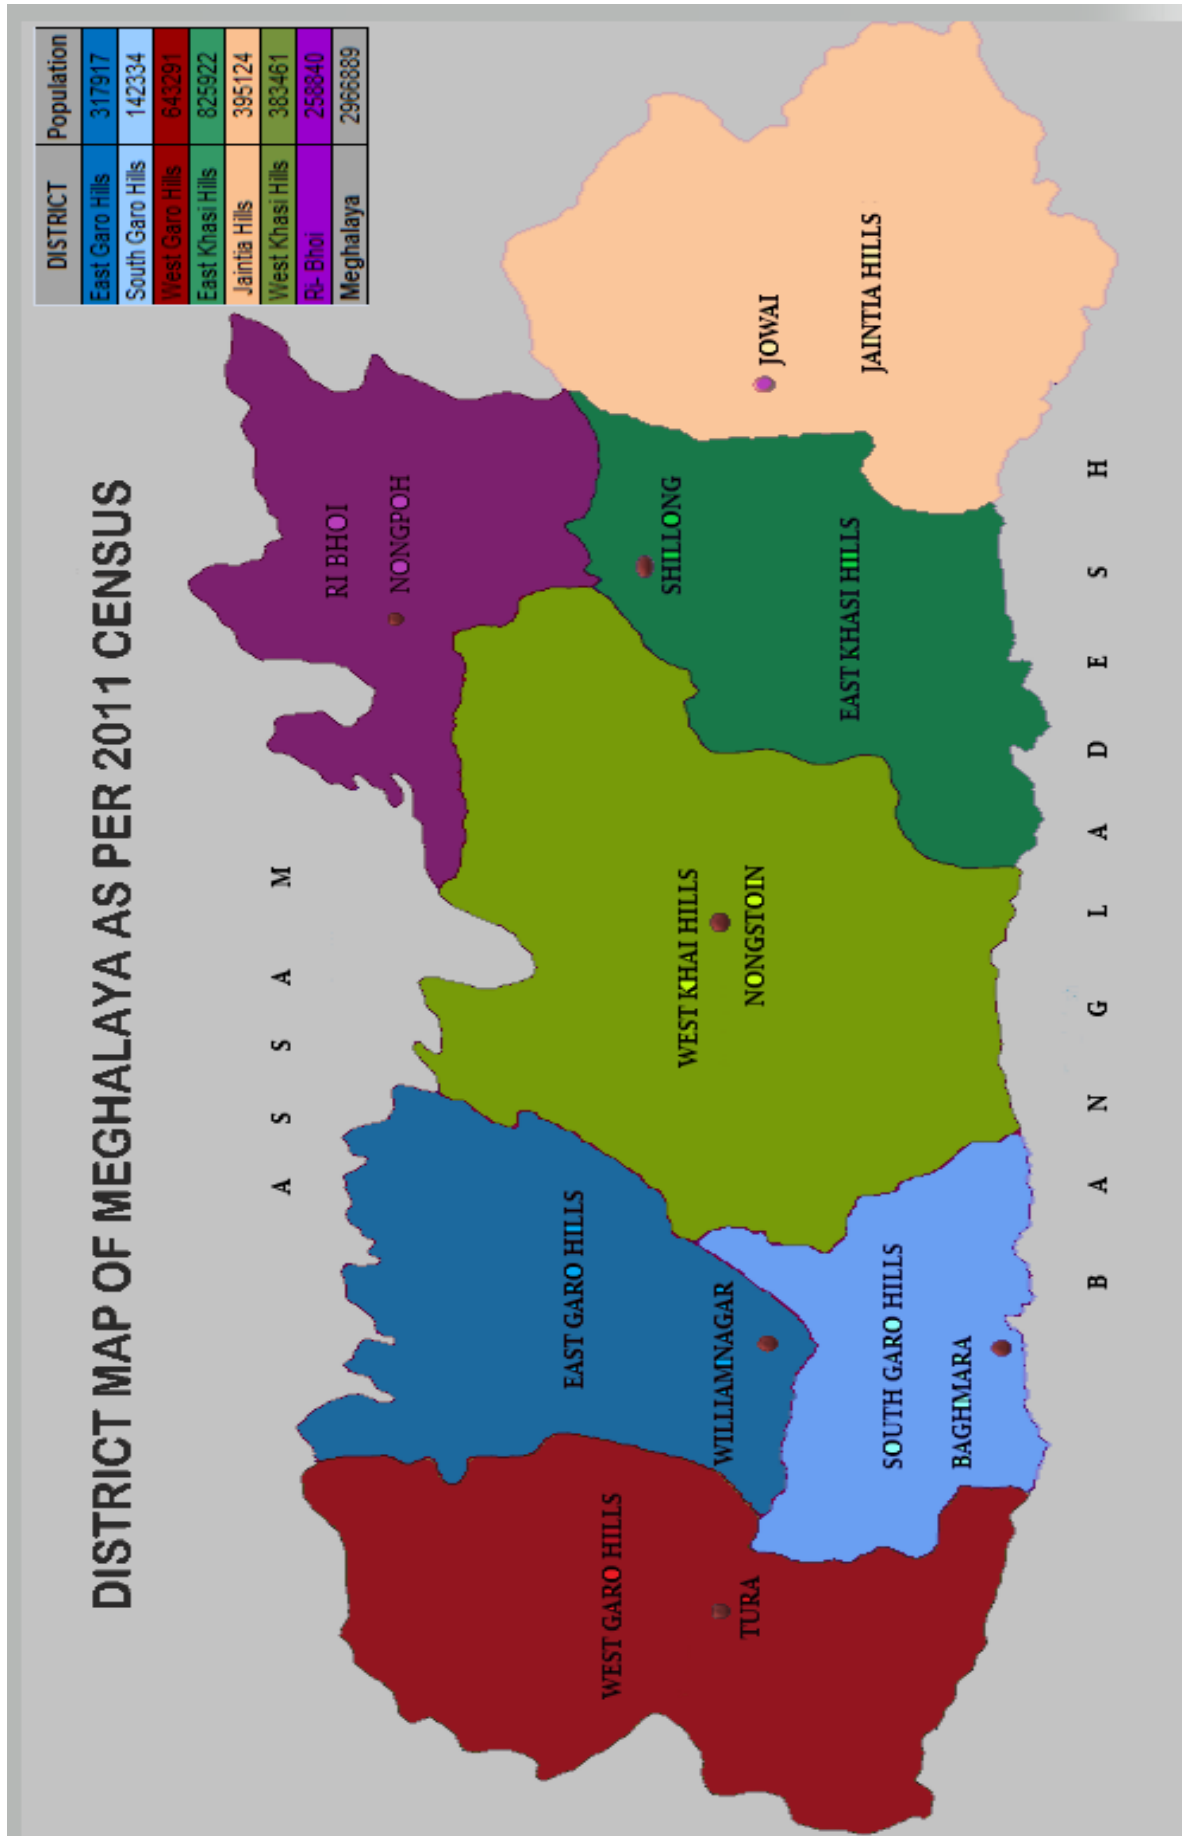 DISTRICT MAP OF MEGHALAYA AS PER 2011 CENSUS
DISTRICT Population
East Garo Hills 317917
South Garo Hills 142334
West Garo Hills 643291
East Khasi Hills 825922
Jaintia Hills 395124
West Khasi Hills 383461
Ri- Bhoi 258840
Meghalaya 2966889
A S S A M
RI BHOI
NONGPOH
EAST GARO HILLS
WEST GARO HILLS
SHILLONG
WEST KHAI HILLS
WILLIAMNAGAR
TURA
NONGSTOIN
JOWAI
EAST KHASI HILLS
JAINTIA HILLS
SOUTH GARO HILLS
BAGHMARA
B A N G L A D E S H